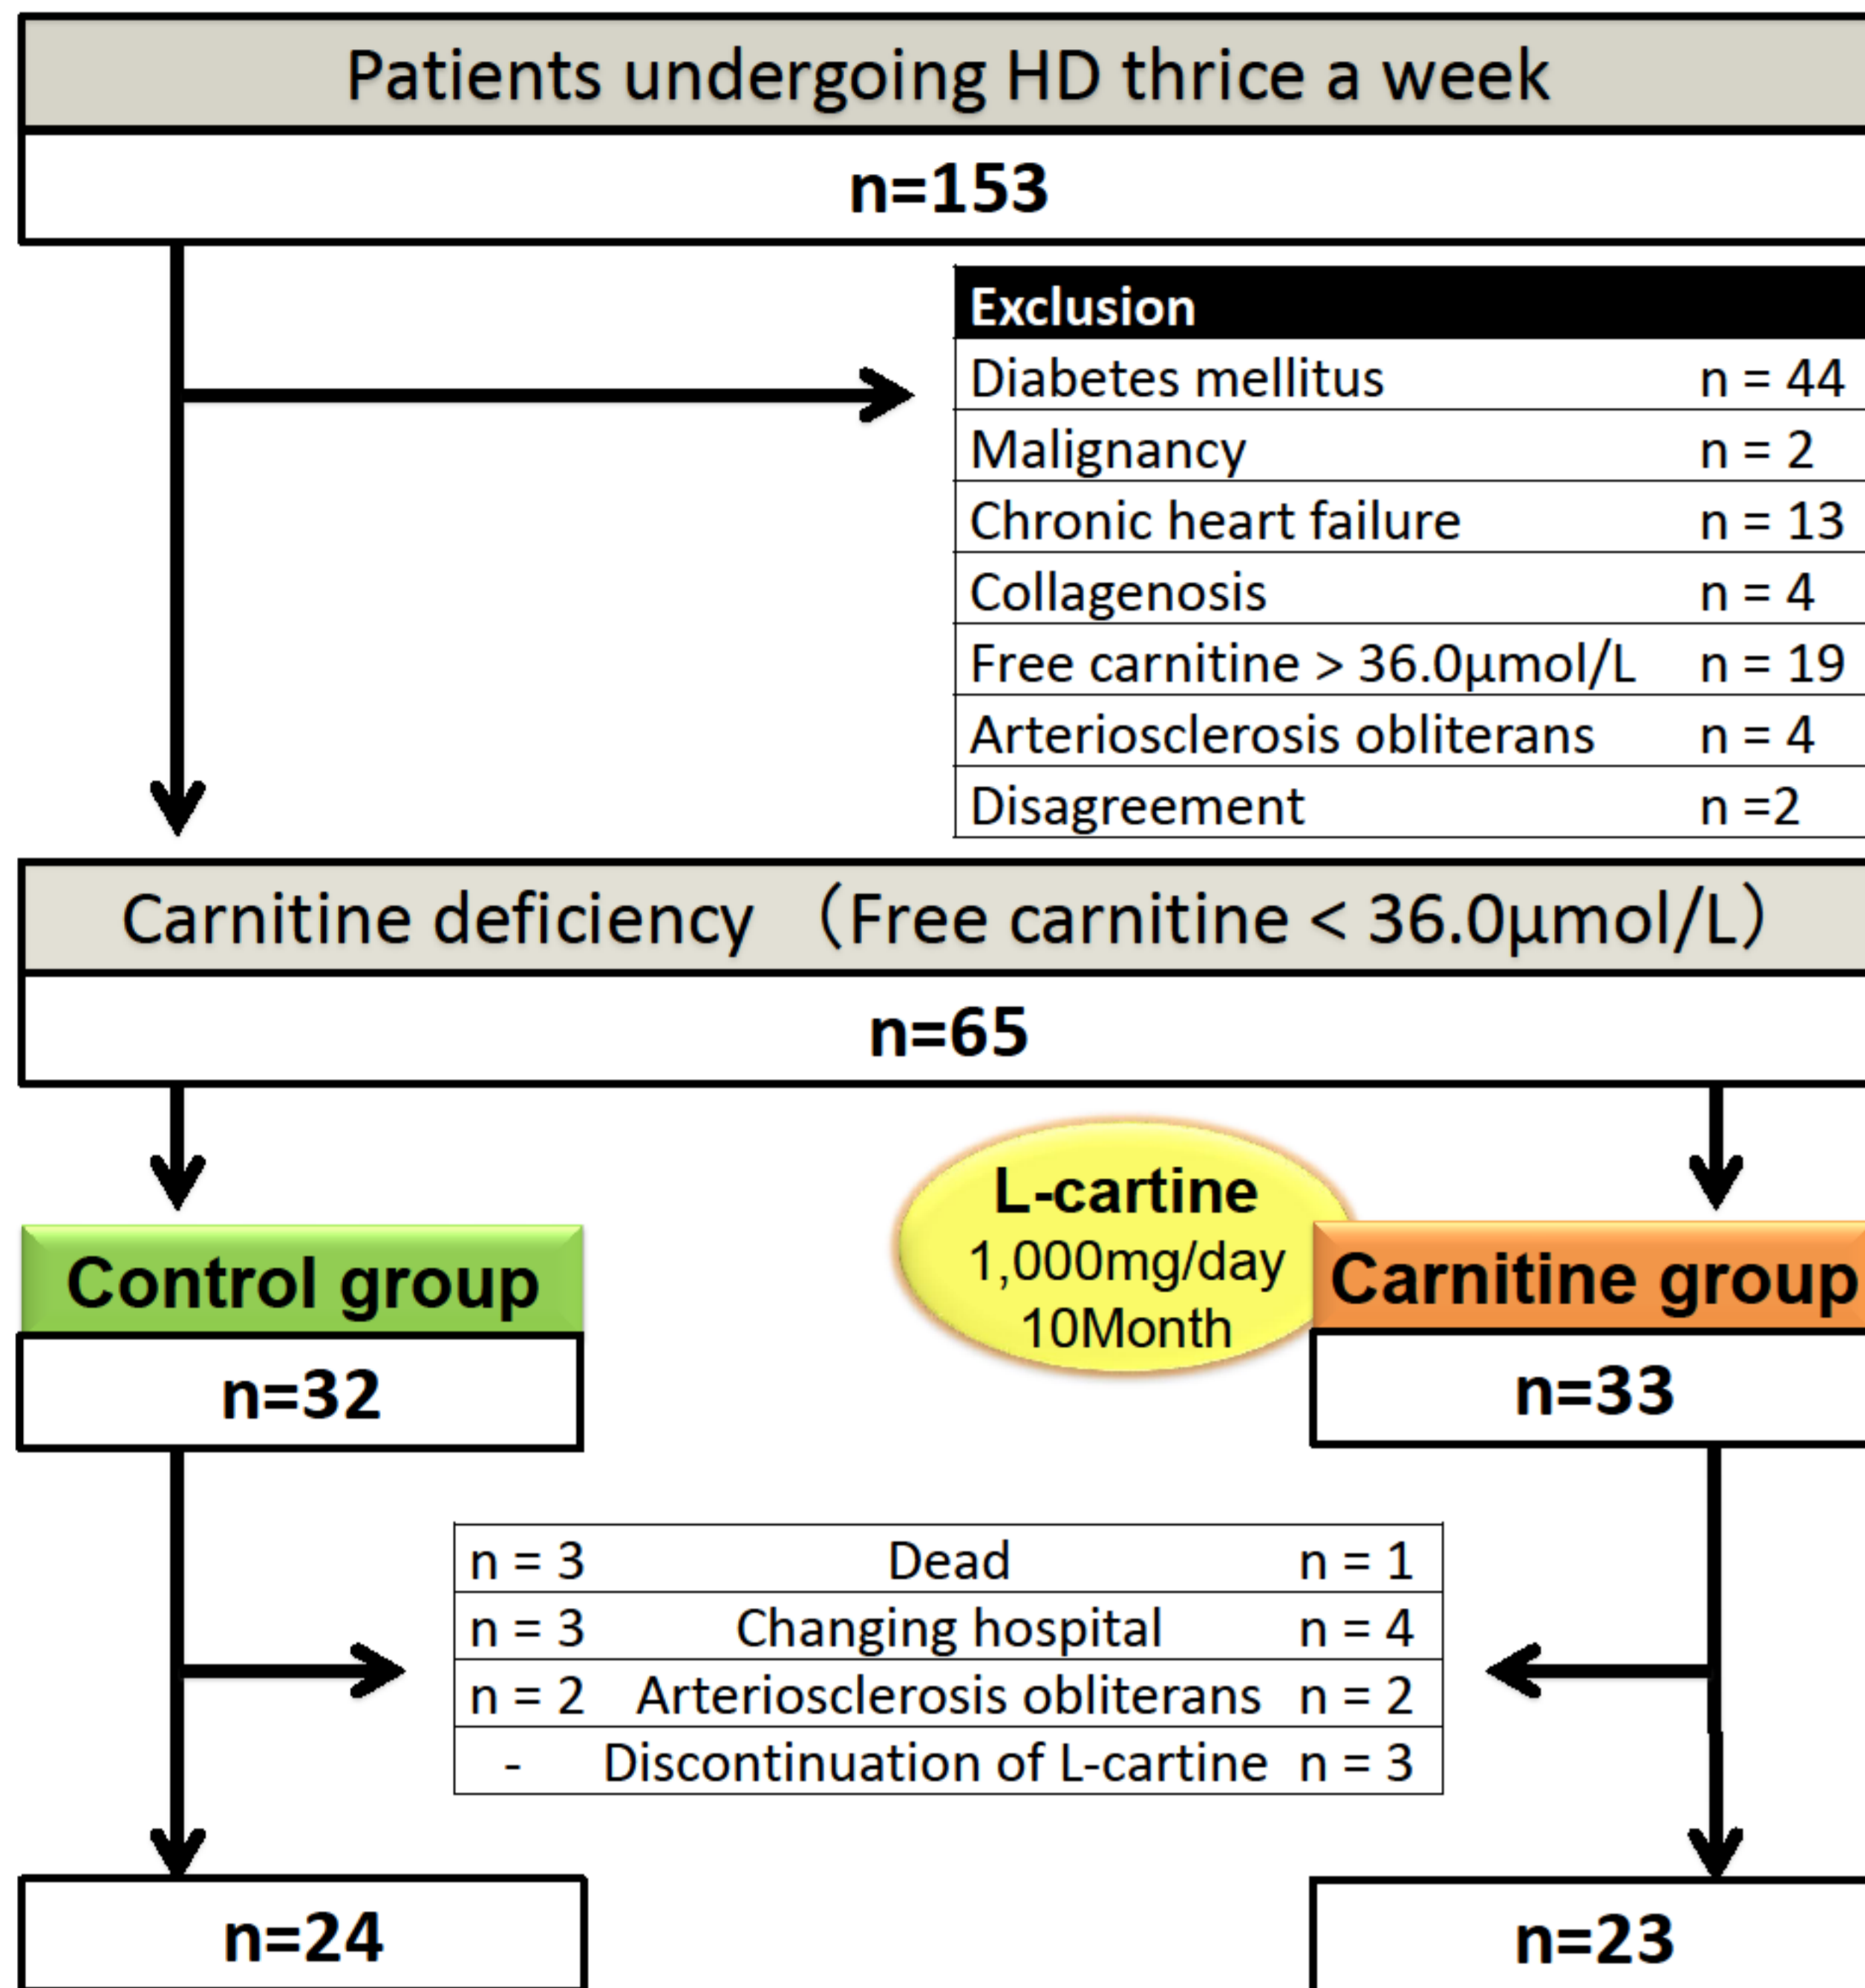 Patients undergoing HD thrice a week
n=153
Exclusion
Diabetes mellitus n = 44
Malignancy n = 2
Chronic heart failure n = 13
Collagenosis n = 4
Free carnitine > 36.0μmol/L n = 19
Arteriosclerosis obliterans n = 4
Disagreement n =2
Carnitine deficiency （Free carnitine < 36.0μmol/L）
n=65
L-cartine
1,000mg/day
10Month
Control group
n=32
Carnitine group
n=33
n = 3 Dead n = 1
n = 3 Changing hospital n = 4
n = 2 Arteriosclerosis obliterans n = 2
- Discontinuation of L-cartine n = 3
n=24
n=23